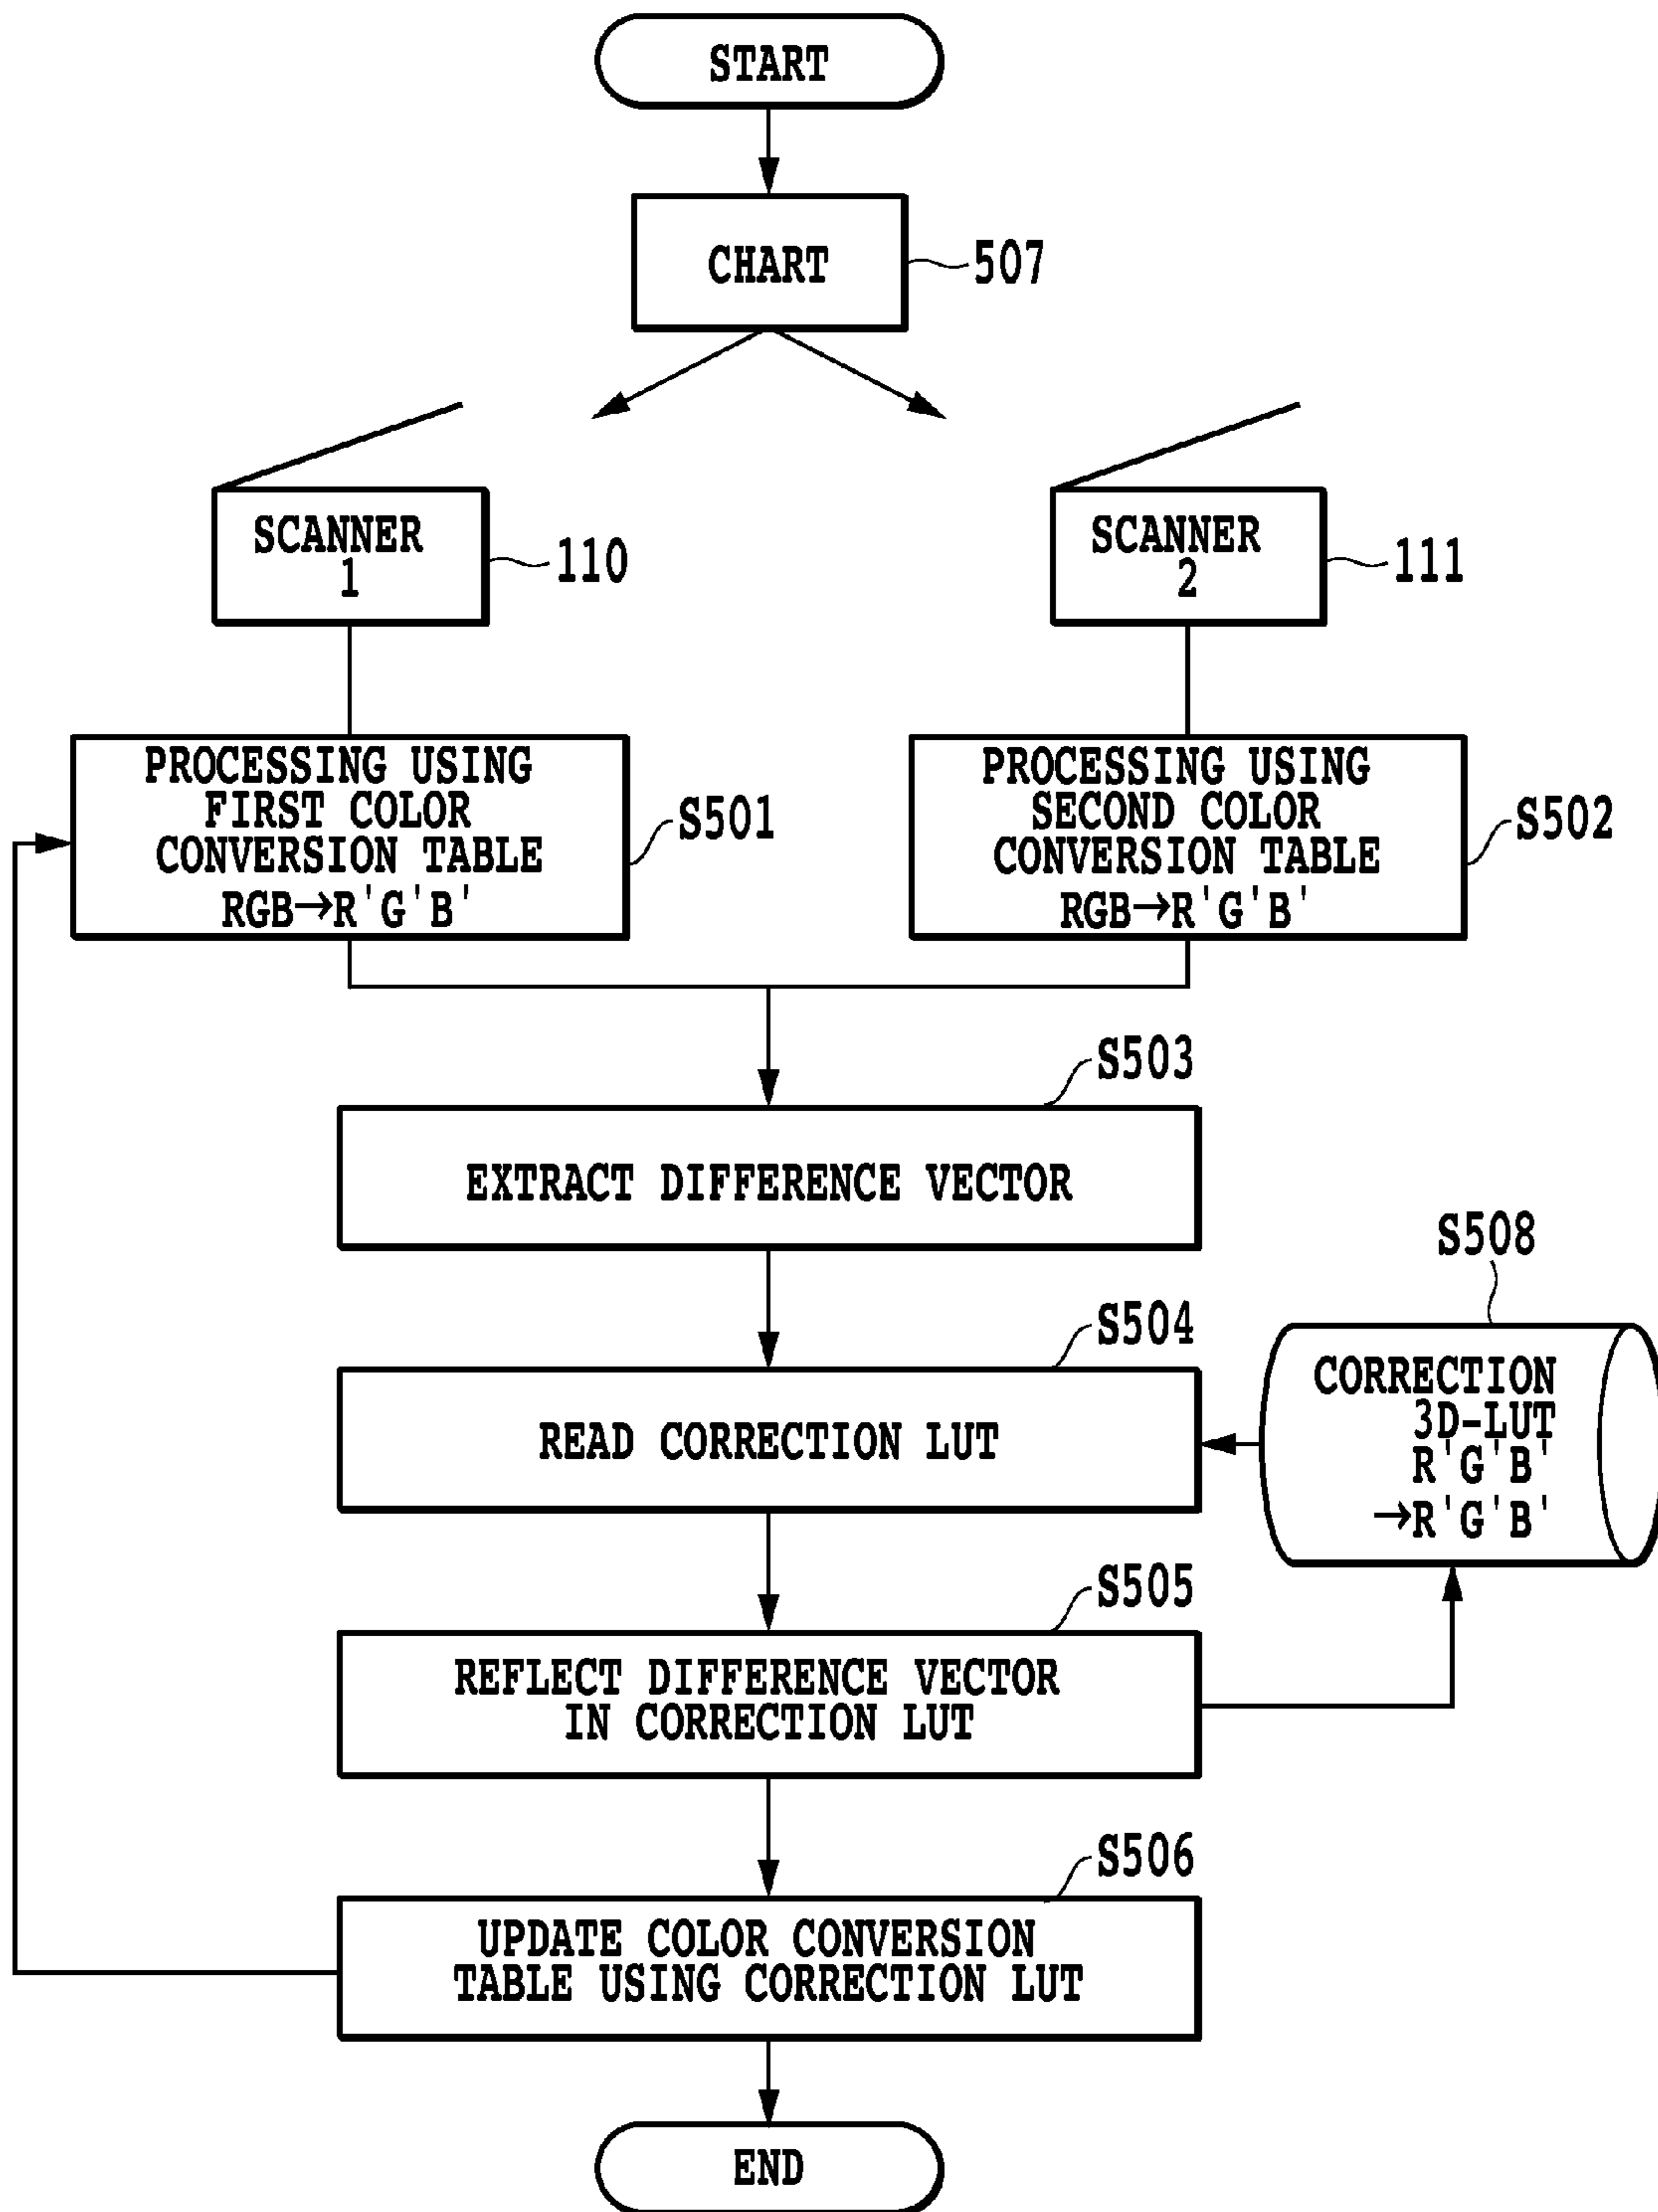 START
CHART
507
SCANNER
1
110
SCANNER
2
111
PROCESSING USING
FIRST COLOR
CONVERSION TABLE
RGB→R'G'B'
S501
PROCESSING USING
SECOND COLOR
CONVERSION TABLE
RGB→R'G'B'
S502
S503
EXTRACT DIFFERENCE VECTOR
S504
READ CORRECTION LUT
S508
CORRECTION
3D-LUT
R'G'B'
→R'G'B'
S505
REFLECT DIFFERENCE VECTOR
IN CORRECTION LUT
S506
UPDATE COLOR CONVERSION
TABLE USING CORRECTION LUT
END